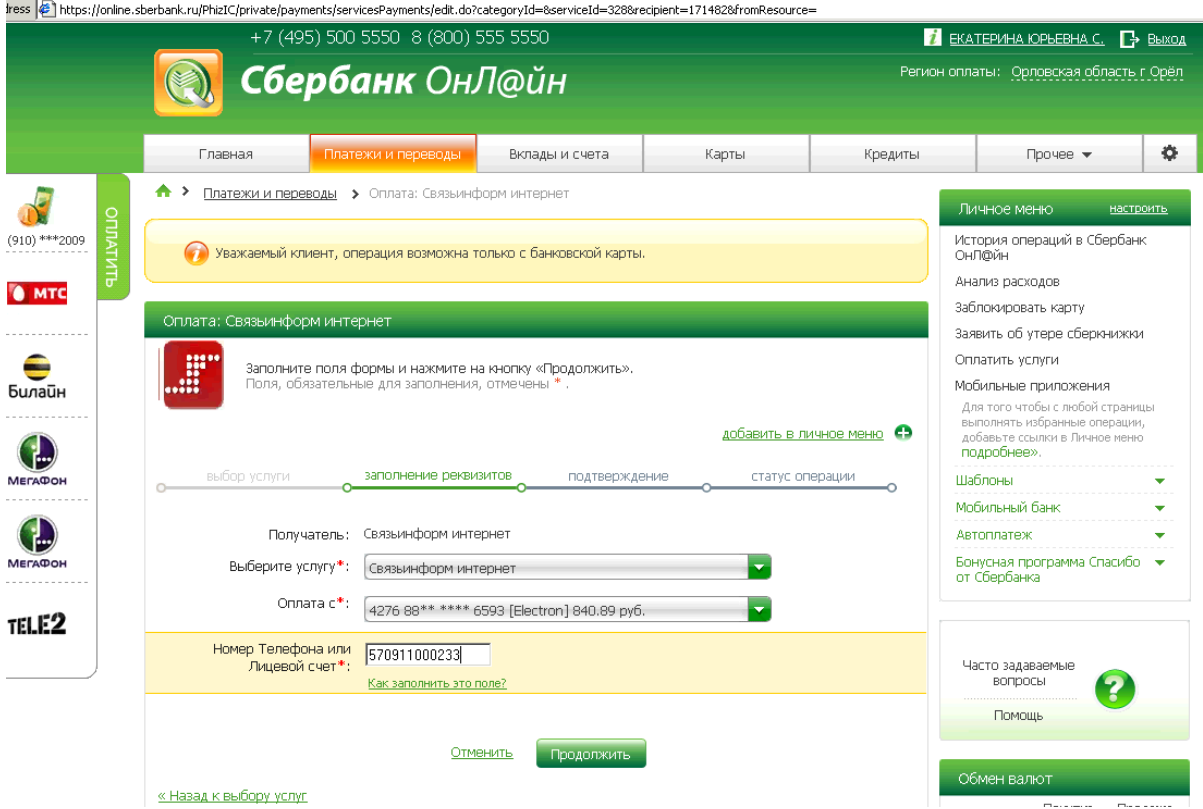 dress https://online.sberbank.ru/PhizIC/private/payments/servicesPayments/edit.do?categoryId=&serviceId=328&recipient=171482&fromResource=
+7 (495) 500 5550 8 (800) 555 5550
ЕКАТЕРИНА ЮРЬЕВНА С. Выход
Сбербанк ОнЛ@йн
Регион оплаты: Орловская область г Орёл
Главная Платежи и переводы Вклады и счета Карты Кредиты Прочее
(910) ***2009
ОПЛАТИТЬ
МТС
Билайн
МЕГАФОН
МЕГАФОН
TELE2
Платежи и переводы > Оплата: Связьинформ интернет
Уважаемый клиент, операция возможна только с банковской карты.
Оплата: Связьинформ интернет
Заполните поля формы и нажмите на кнопку «Продолжить».
Поля, обязательные для заполнения, отмечены * .
добавить в личное меню
выбор услуги заполнение реквизитов подтверждение статус операции
Получатель: Связьинформ интернет
Выберите услугу*: Связьинформ интернет
Оплата с*: 4276 88** **** 6593 [Electron] 840.89 руб.
Номер Телефона или
Лицевой счет*: 570911000233
Как заполнить это поле?
Отменить Продолжить
« Назад к выбору услуг
Личное меню настроить
История операций в Сбербанк
ОнЛ@йн
Анализ расходов
Заблокировать карту
Заявить об утере сберкнижки
Оплатить услуги
Мобильные приложения
Для того чтобы с любой страницы
выполнять избранные операции,
добавьте ссылки в Личное меню
подробнее».
Шаблоны
Мобильный банк
Автоплатеж
Бонусная программа Спасибо
от Сбербанка
Часто задаваемые
вопросы
Помощь
Обмен валют